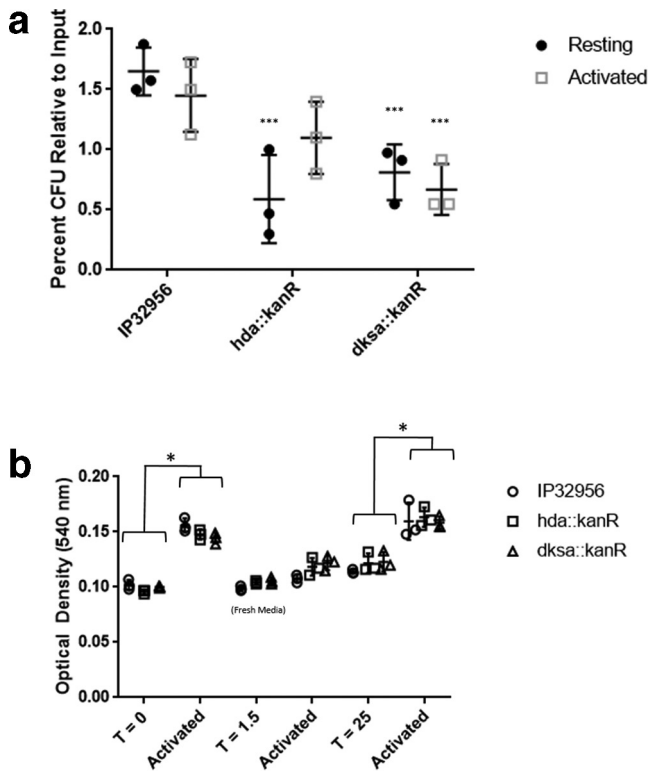 a
Percent CFU Relative to Input
2.0
1.5
1.0
0.5
0.0
***
***
***
IP32956
hda::kanR
dksa::kanR
Resting
Activated
b
Optical Density (540 nm)
0.20
0.15
0.10
0.05
0.00
*
*
(Fresh Media)
T = 0
Activated
T = 1.5
Activated
T = 25
Activated
IP32956
hda::kanR
dksa::kanR